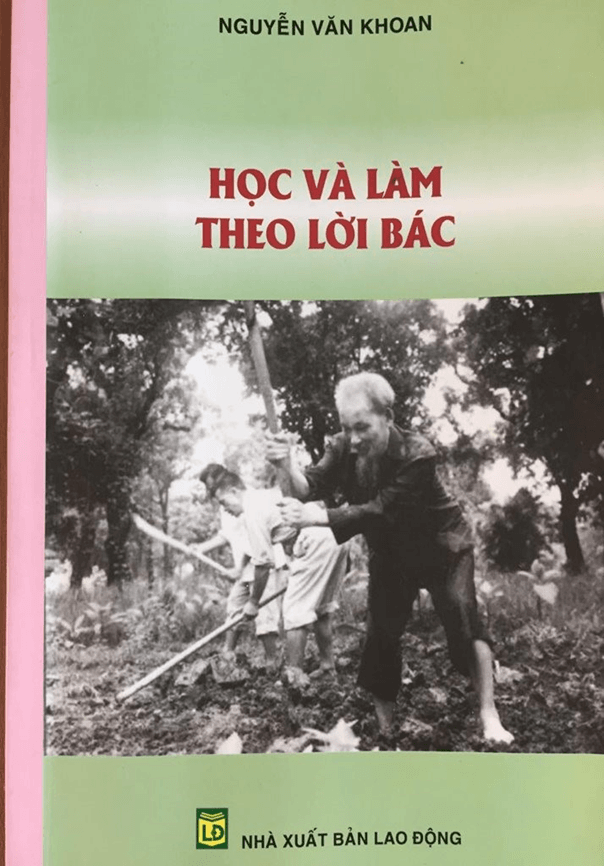 NGUYỄN VĂN KHOAN
HỌC VÀ LÀM
THEO LỜI BÁC
LĐ
NHÀ XUẤT BẢN LAO ĐỘNG